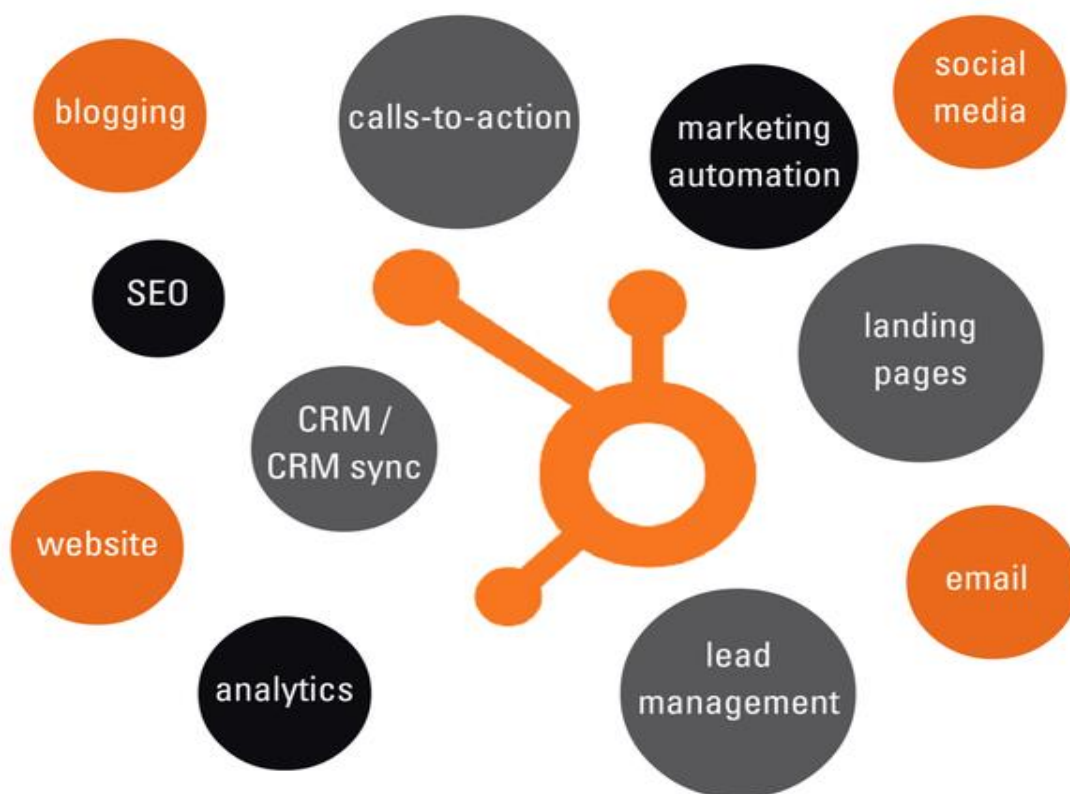 blogging
calls-to-action
marketing
automation
social
media
SEO
landing
pages
CRM /
CRM sync
website
email
analytics
lead
management